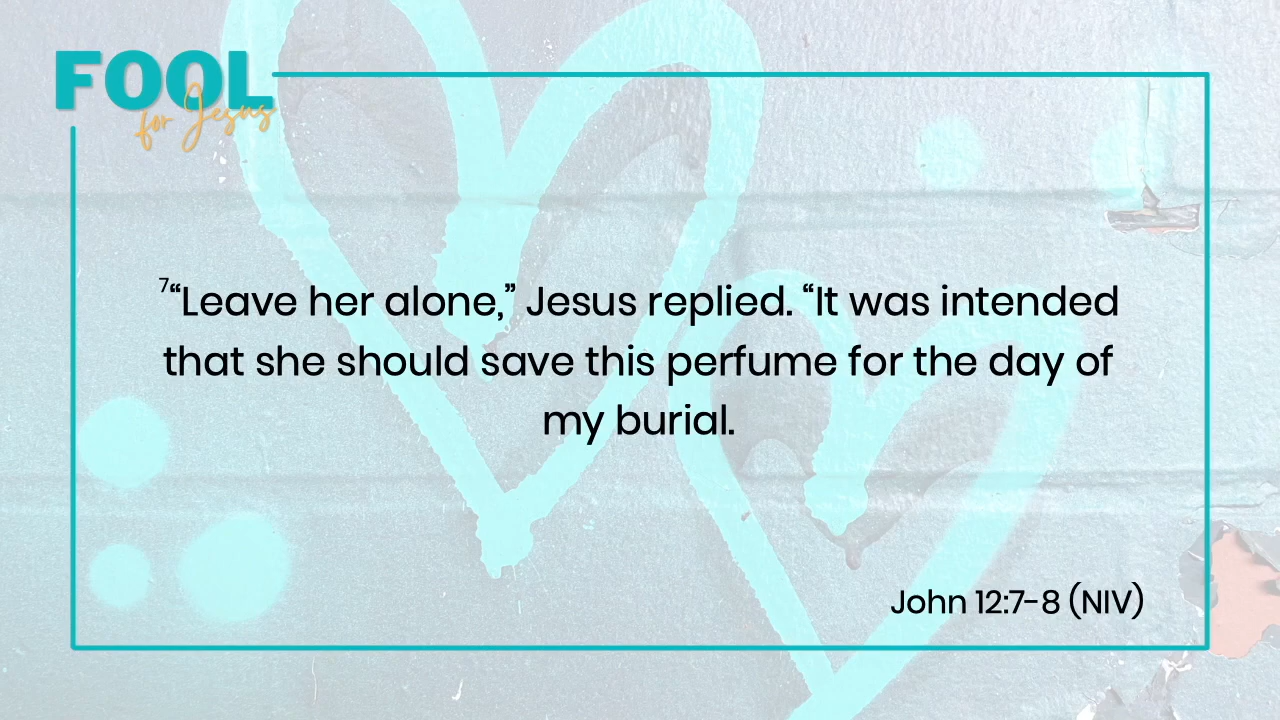 FOOL
for Jesus
7“Leave her alone,” Jesus replied. “It was intended
that she should save this perfume for the day of
my burial.
John 12:7-8 (NIV)